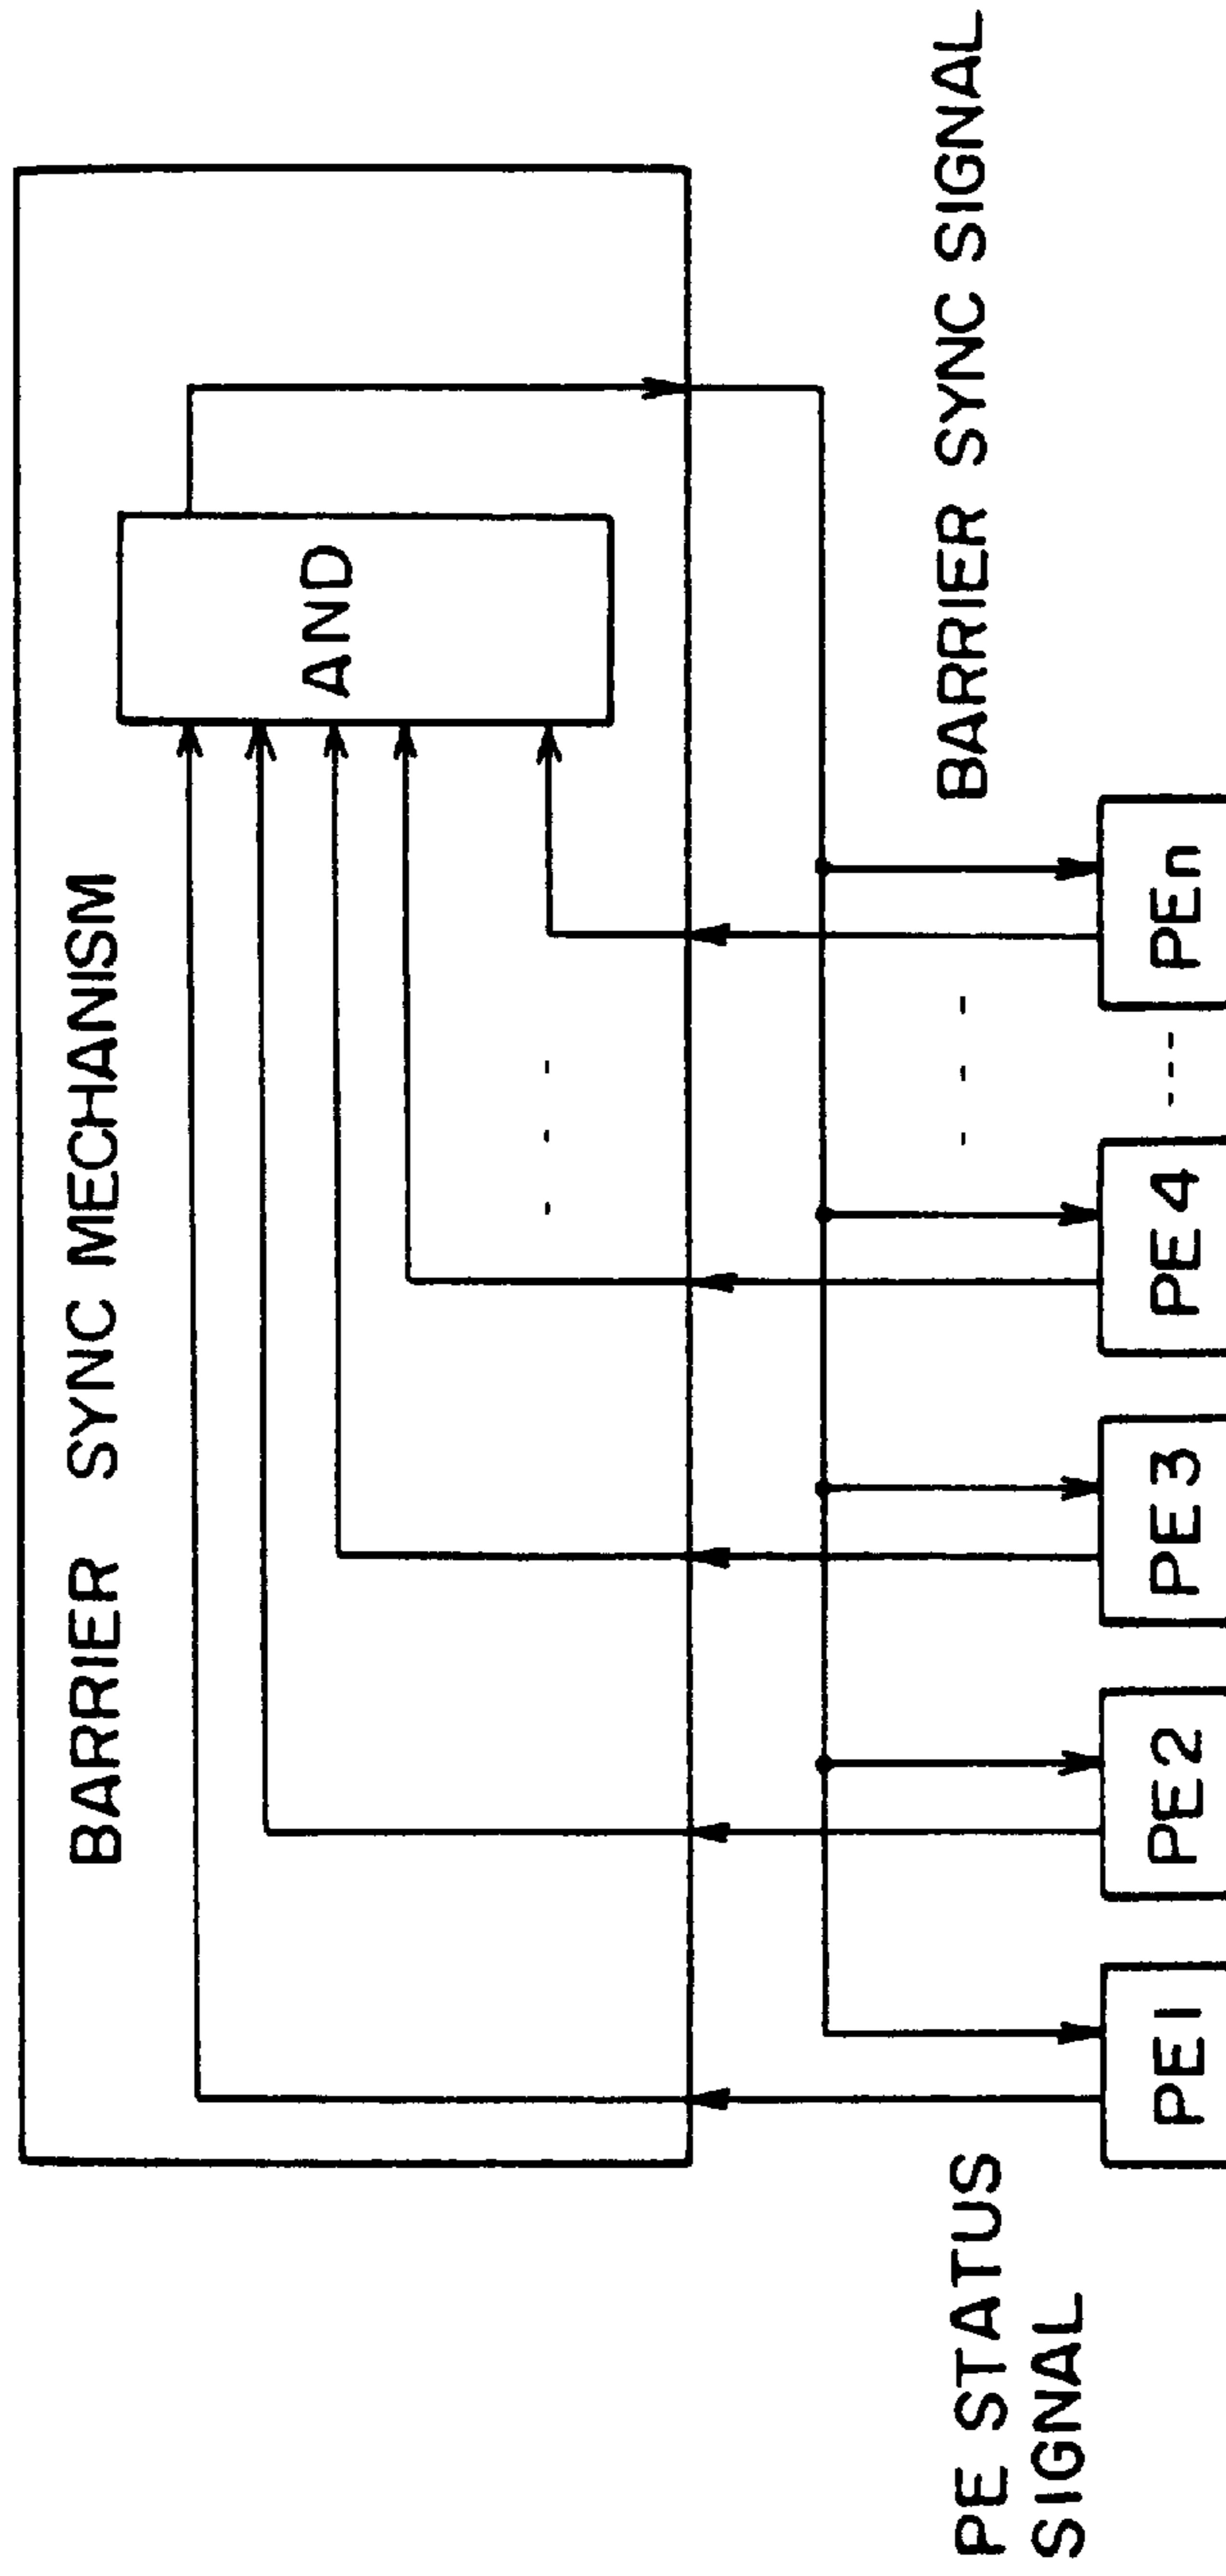 BARRIER SYNC MECHANISM
AND
BARRIER SYNC SIGNAL
PE STATUS
SIGNAL
PE1
PE2
PE3
PE4
PEn